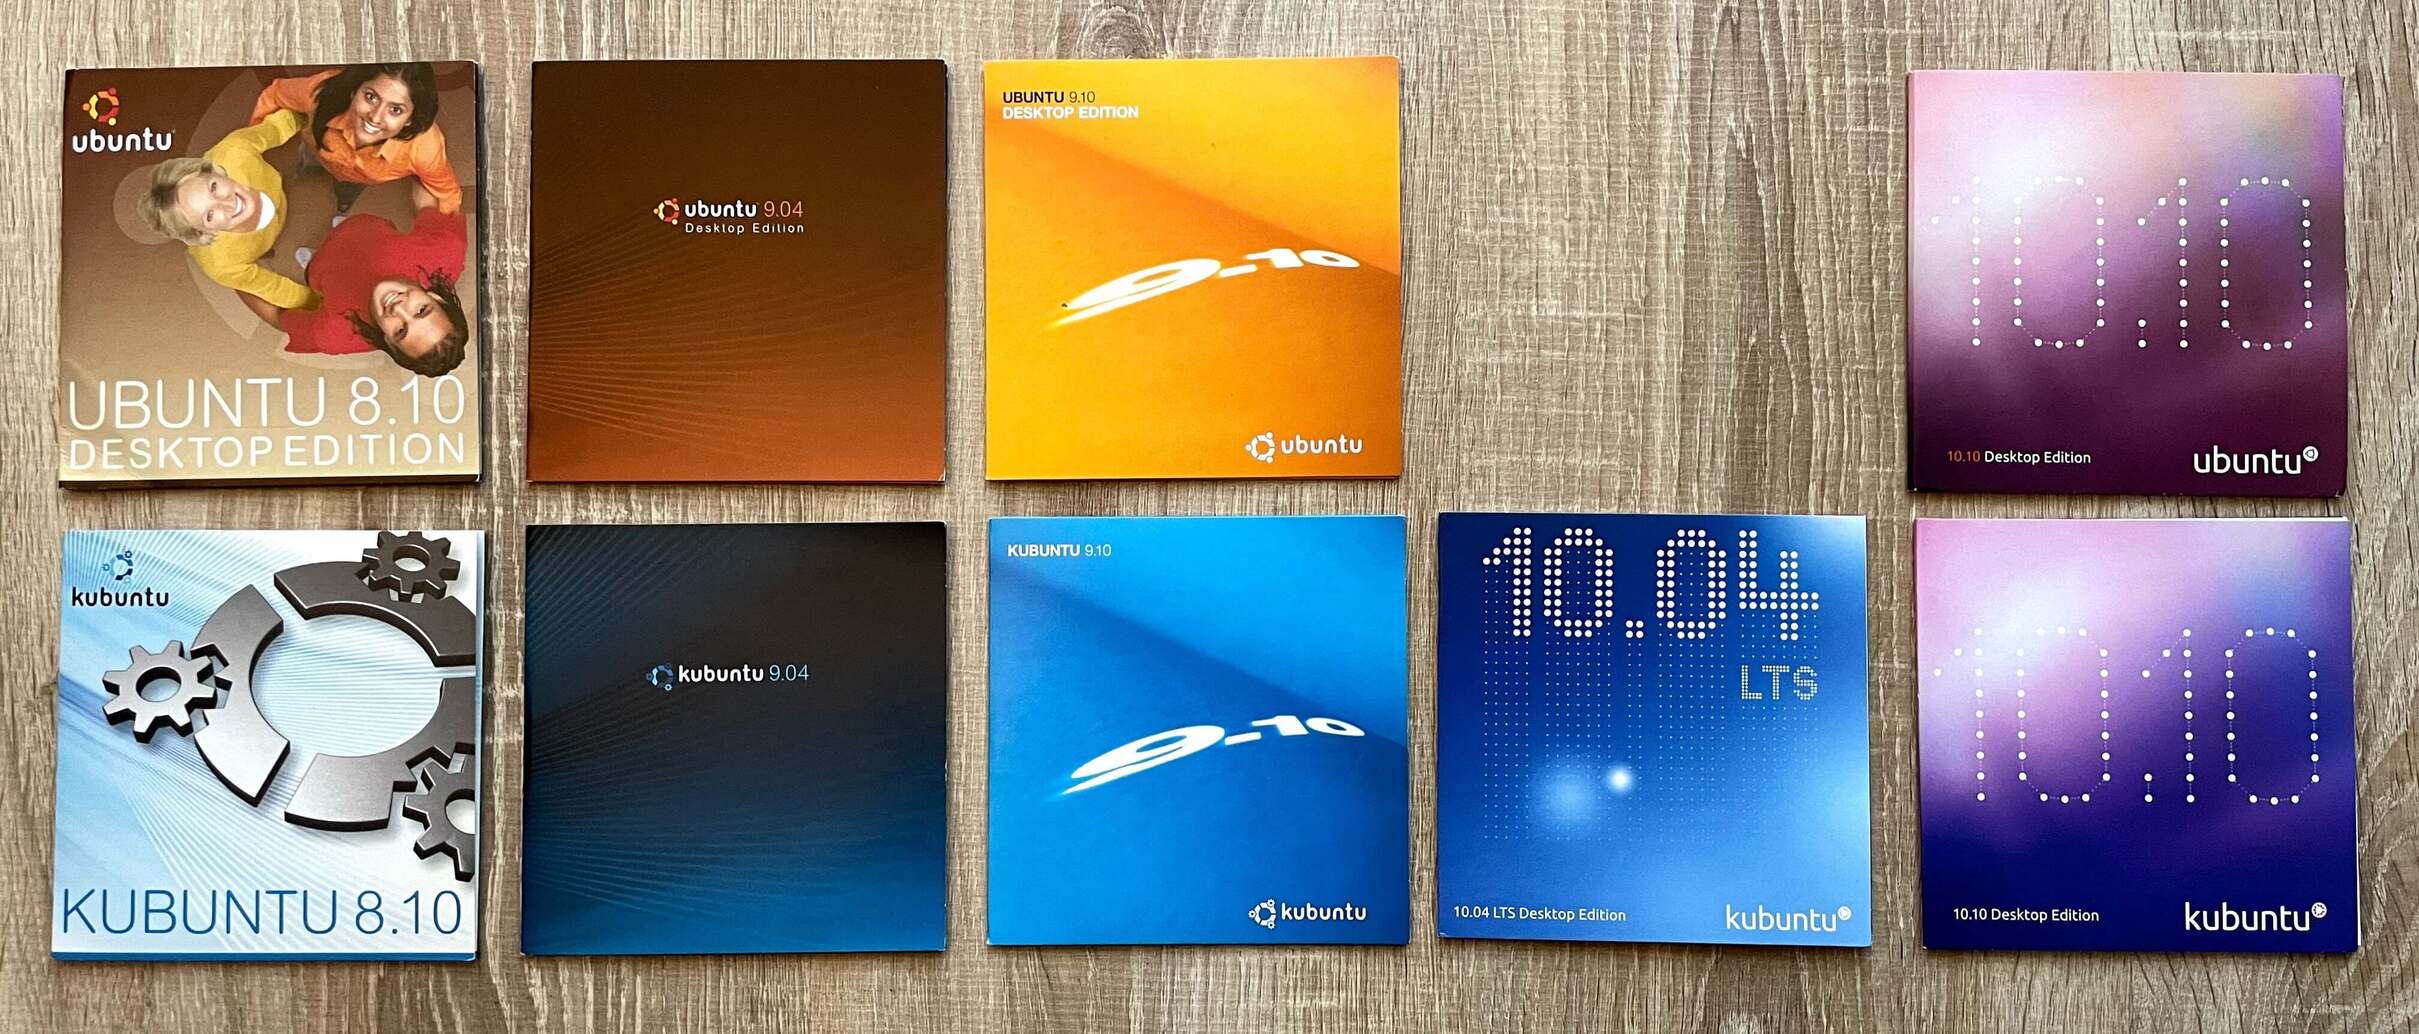 ubuntu
UBUNTU 8.10
DESKTOP EDITION
ubuntu 9.04
Desktop Edition
UBUNTU 9.10
DESKTOP EDITION
9.10
ubuntu
10.10
10.10 Desktop Edition
ubuntu
kubuntu
KUBUNTU 8.10
kubuntu 9.04
KUBUNTU 9.10
9.10
kubuntu
10.04
LTS
10.04 LTS Desktop Edition
kubuntu
10.10
10.10 Desktop Edition
kubuntu